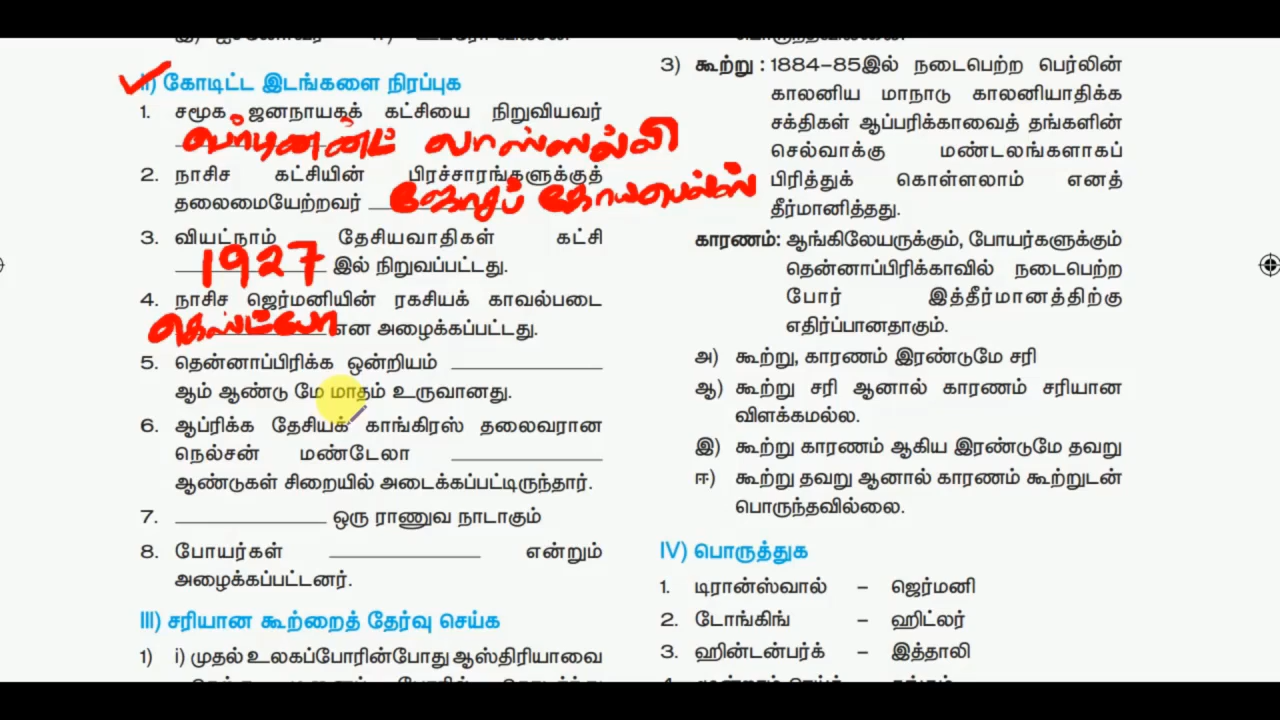 II) கோடிட்ட இடங்களை நிரப்புக
1. சமூக ஜனநாயகக் கட்சியை நிறுவியவர்
பெர்டினன்ட் லாஸ்ஸல்லி
2. நாசிச கட்சியின் பிரச்சாரங்களுக்குத்
தலைமையேற்றவர் ஜோசப் கோயபெல்ஸ்
3. வியட்நாம் தேசியவாதிகள் கட்சி
1927 இல் நிறுவப்பட்டது.
4. நாசிச ஜெர்மனியின் ரகசியக் காவல்படை
கெஸ்டபோ என அழைக்கப்பட்டது.
5. தென்னாப்பிரிக்க ஒன்றியம்
ஆம் ஆண்டு மே மாதம் உருவானது.
6. ஆப்ரிக்க தேசியக் காங்கிரஸ் தலைவரான
நெல்சன் மண்டேலா
ஆண்டுகள் சிறையில் அடைக்கப்பட்டிருந்தார்.
7. ஒரு ராணுவ நாடாகும்
8. போயர்கள் என்றும்
அழைக்கப்பட்டனர்.
III) சரியான கூற்றைத் தேர்வு செய்க
1) i) முதல் உலகப்போரின்போது ஆஸ்திரியாவை
3) கூற்று : 1884–85இல் நடைபெற்ற பெர்லின்
காலனிய மாநாடு காலனியாதிக்க
சக்திகள் ஆப்பரிக்காவைத் தங்களின்
செல்வாக்கு மண்டலங்களாகப்
பிரித்துக் கொள்ளலாம் எனத்
தீர்மானித்தது.
காரணம்: ஆங்கிலேயருக்கும், போயர்களுக்கும்
தென்னாப்பிரிக்காவில் நடைபெற்ற
போர் இத்தீர்மானத்திற்கு
எதிர்ப்பானதாகும்.
அ) கூற்று, காரணம் இரண்டுமே சரி
ஆ) கூற்று சரி ஆனால் காரணம் சரியான
விளக்கமல்ல.
இ) கூற்று காரணம் ஆகிய இரண்டுமே தவறு
ஈ) கூற்று தவறு ஆனால் காரணம் கூற்றுடன்
பொருந்தவில்லை.
IV) பொருத்துக
1. டிரான்ஸ்வால் – ஜெர்மனி
2. டோங்கிங் – ஹிட்லர்
3. ஹின்டன்பர்க் – இத்தாலி